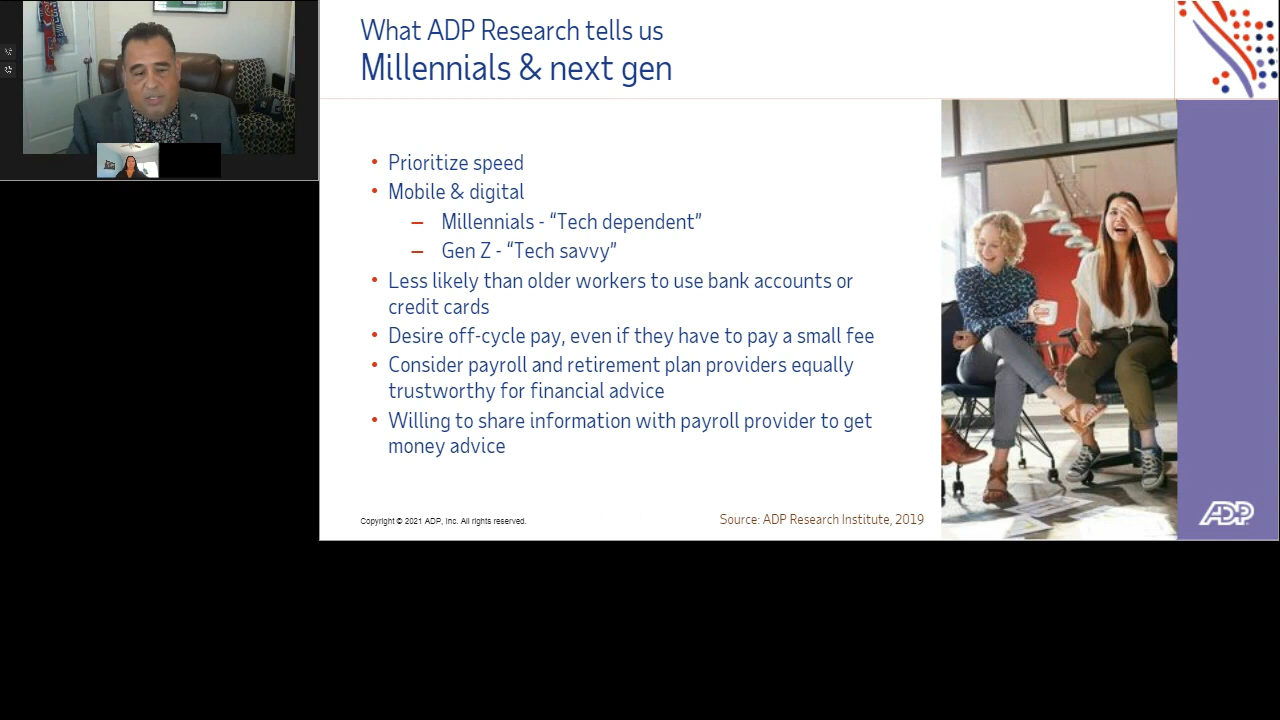 What ADP Research tells us
Millennials & next gen
• Prioritize speed
• Mobile & digital
– Millennials - “Tech dependent”
– Gen Z - “Tech savvy”
• Less likely than older workers to use bank accounts or
credit cards
• Desire off-cycle pay, even if they have to pay a small fee
• Consider payroll and retirement plan providers equally
trustworthy for financial advice
• Willing to share information with payroll provider to get
money advice
Copyright © 2021 ADP, Inc. All rights reserved.
Source: ADP Research Institute, 2019
ADP